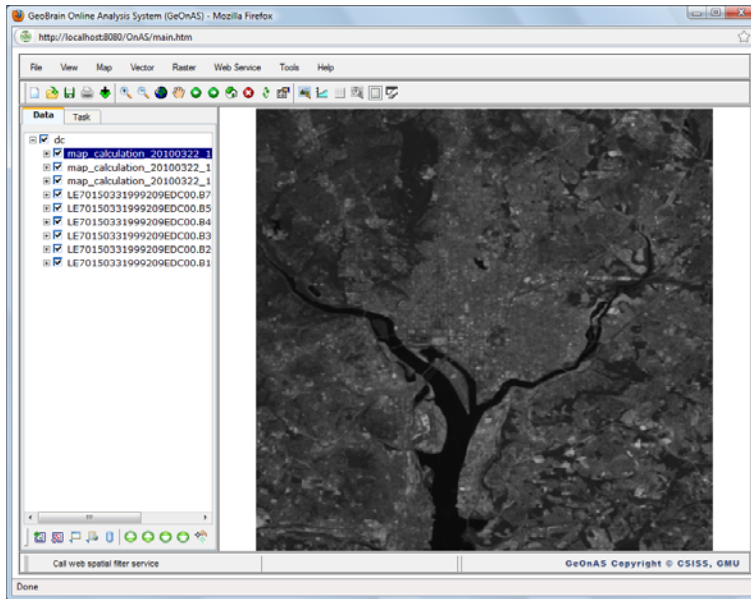 GeoBrain Online Analysis System (GeOnAS) - Mozilla Firefox
http://localhost:8080/OnAS/main.htm
File View Map Vector Raster Web Service Tools Help
Data Task
dc
map_calculation_20100322_1
map_calculation_20100322_1
map_calculation_20100322_1
LE70150331999209EDC00.B7
LE70150331999209EDC00.B5
LE70150331999209EDC00.B4
LE70150331999209EDC00.B3
LE70150331999209EDC00.B2
LE70150331999209EDC00.B1
Call web spatial filter service
GeOnAS Copyright © CSISS, GMU
Done